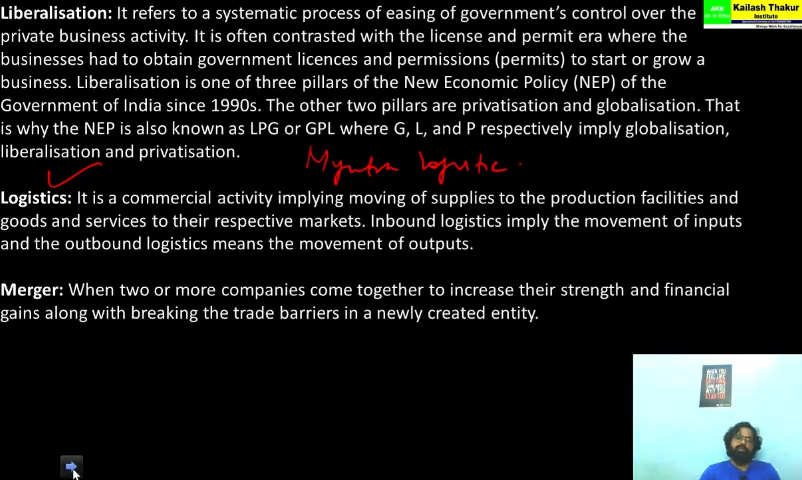 Liberalisation: It refers to a systematic process of easing of government's control over the
private business activity. It is often contrasted with the license and permit era where the
businesses had to obtain government licences and permissions (permits) to start or grow a
business. Liberalisation is one of three pillars of the New Economic Policy (NEP) of the
Government of India since 1990s. The other two pillars are privatisation and globalisation. That
is why the NEP is also known as LPG or GPL where G, L, and P respectively imply globalisation,
liberalisation and privatisation.
Myntra logistic.
Logistics: It is a commercial activity implying moving of supplies to the production facilities and
goods and services to their respective markets. Inbound logistics imply the movement of inputs
and the outbound logistics means the movement of outputs.
Merger: When two or more companies come together to increase their strength and financial
gains along with breaking the trade barriers in a newly created entity.
Kailash Thakur
Institute
WHEN YOU
FEEL LIKE